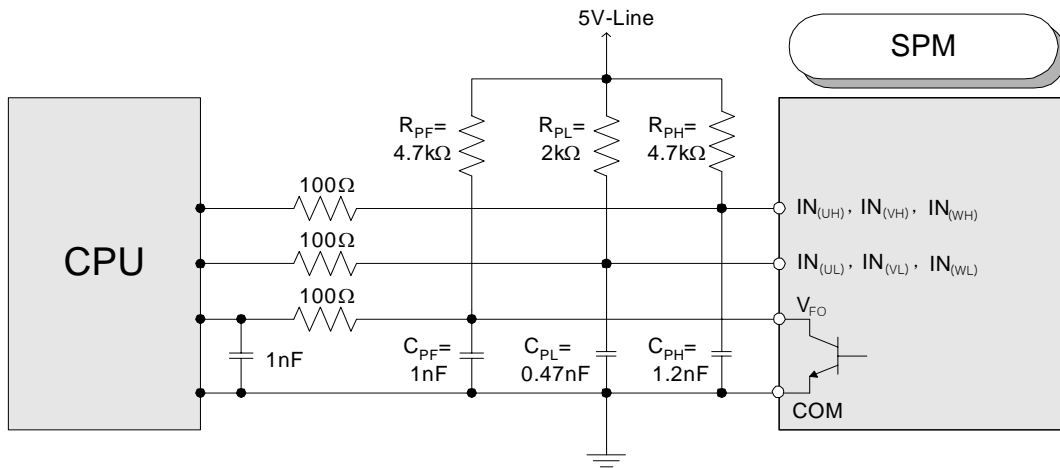 5V-Line
SPM
R_PF=
4.7kΩ
R_PL=
2kΩ
R_PH=
4.7kΩ
100Ω
IN(UH), IN(VH), IN(WH)
CPU
100Ω
IN(UL), IN(VL), IN(WL)
100Ω
V_FO
1nF
C_PF=
1nF
C_PL=
0.47nF
C_PH=
1.2nF
COM